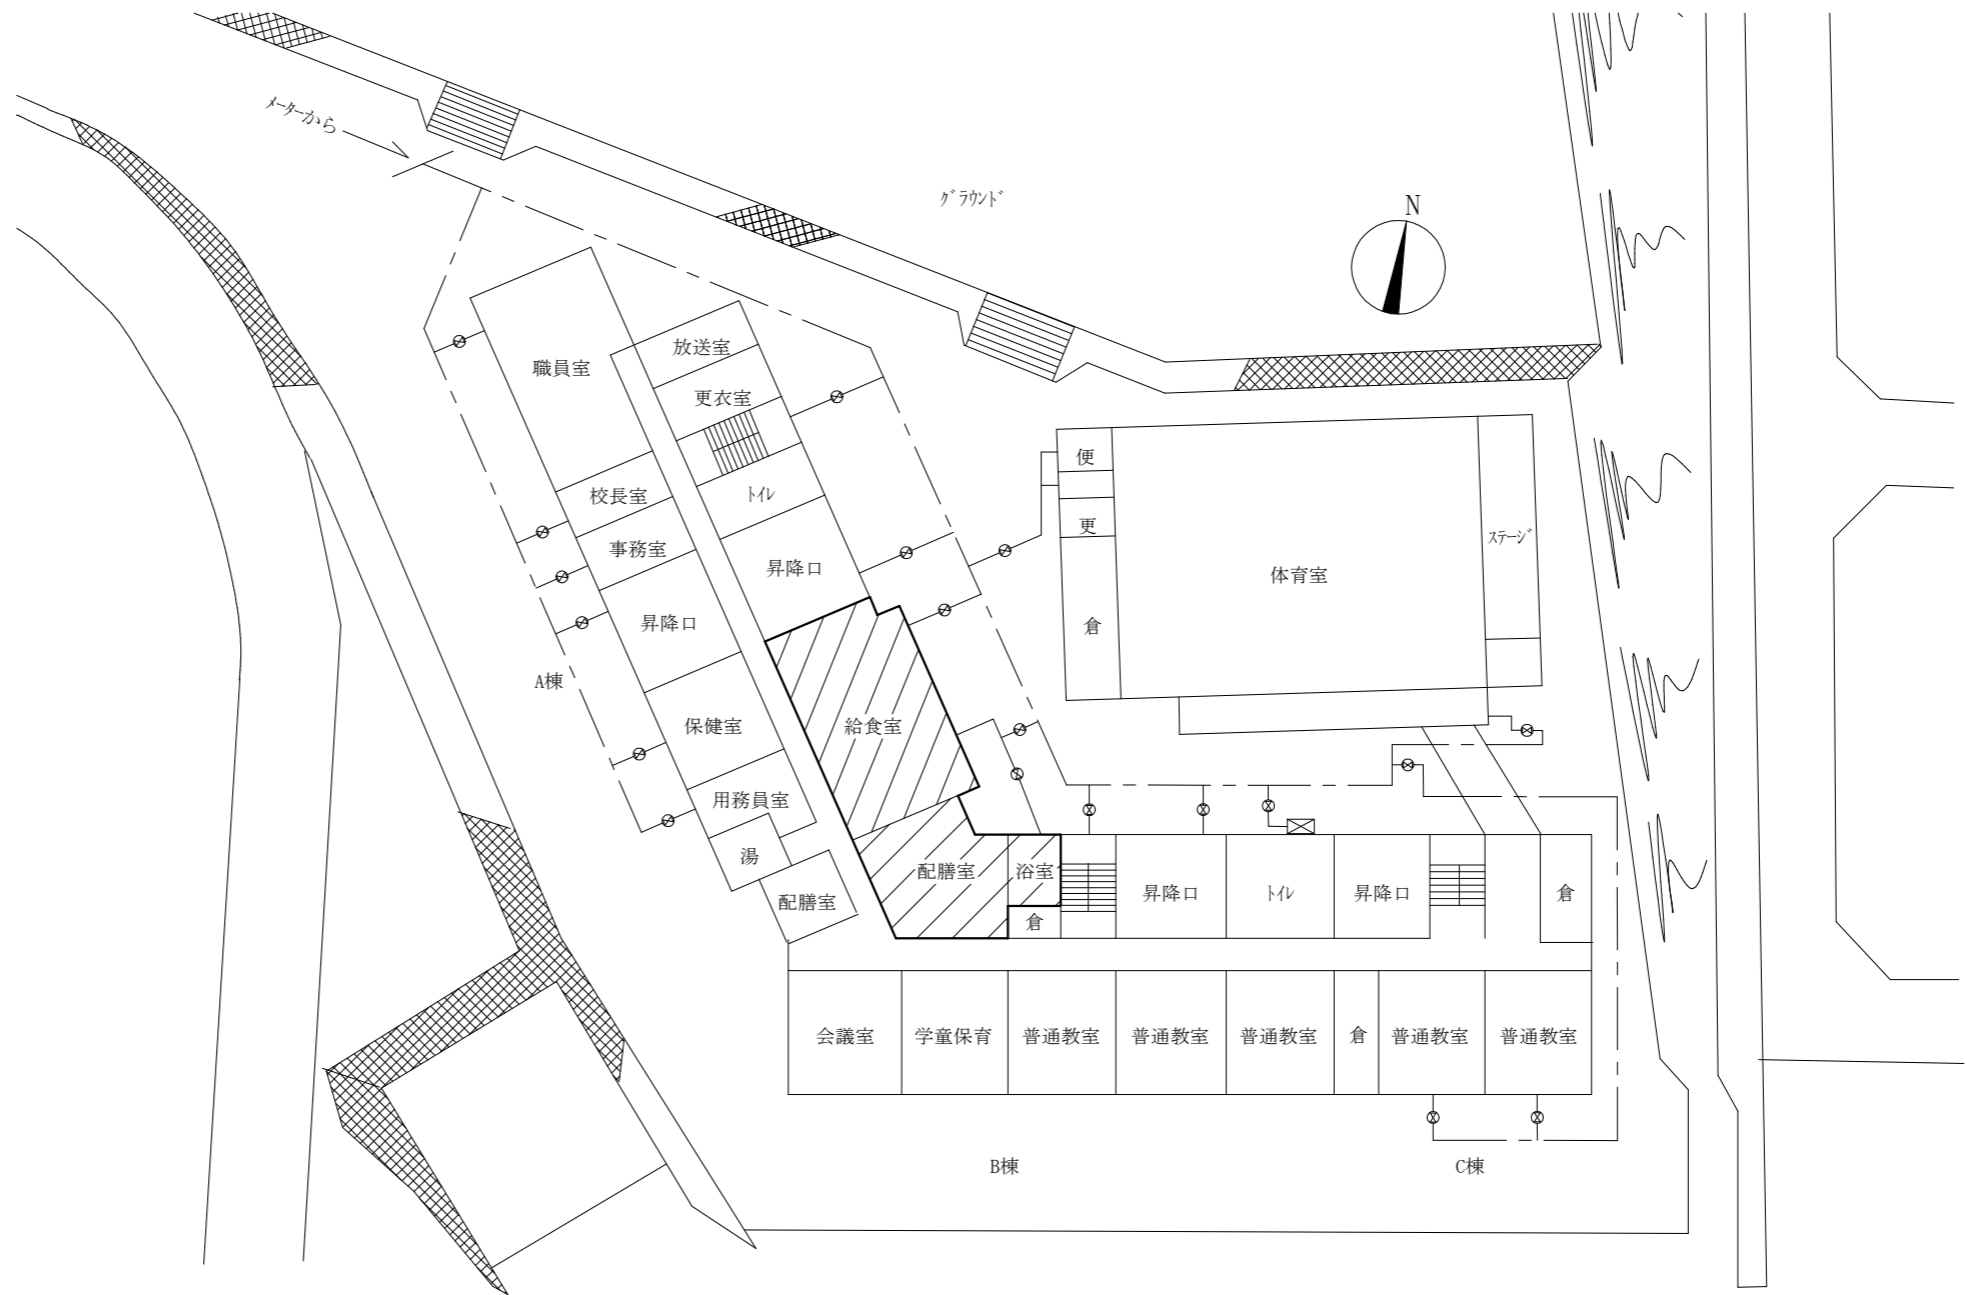 メーターから
グラウンド
N
職員室
放送室
更衣室
便
校長室
トイレ
更
ステージ
事務室
昇降口
体育室
昇降口
倉
A棟
保健室
給食室
用務員室
湯
配膳室
浴室
配膳室
倉
昇降口
トイレ
昇降口
倉
会議室
学童保育
普通教室
普通教室
普通教室
倉
普通教室
普通教室
B棟
C棟